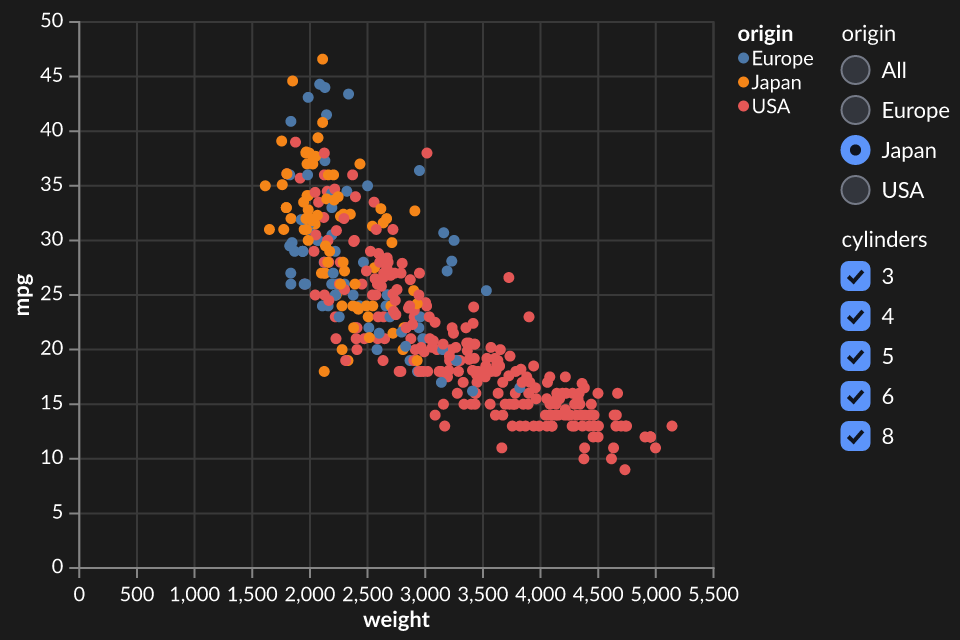 50
45
40
35
30
25
20
15
10
5
0
mpg
0 500 1,000 1,500 2,000 2,500 3,000 3,500 4,000 4,500 5,000 5,500
weight
origin
Europe
Japan
USA
origin
All
Europe
Japan
USA
cylinders
3
4
5
6
8